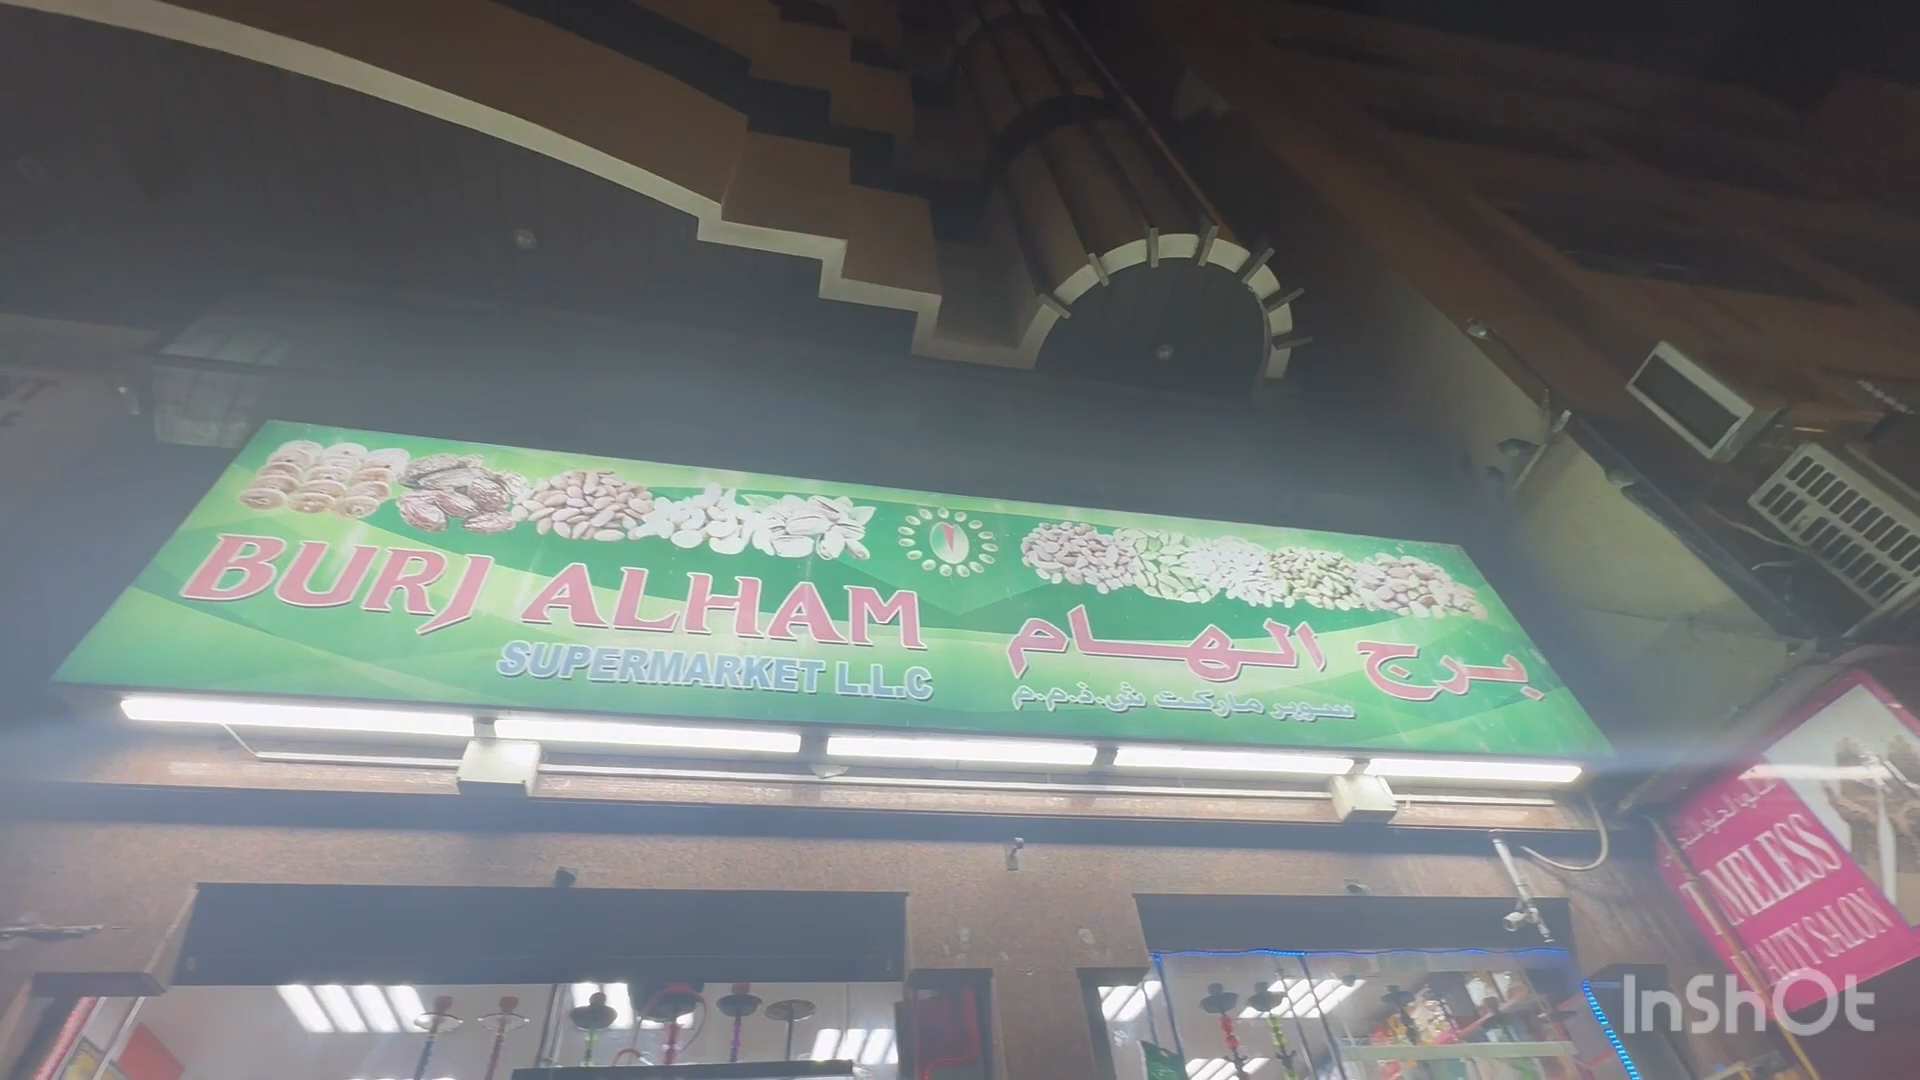 BURJ ALHAM
SUPERMARKET L.L.C
برج الهام
سوبر ماركت ش.ذ.م.م
TIMELESS
BEAUTY SALON
InShOt